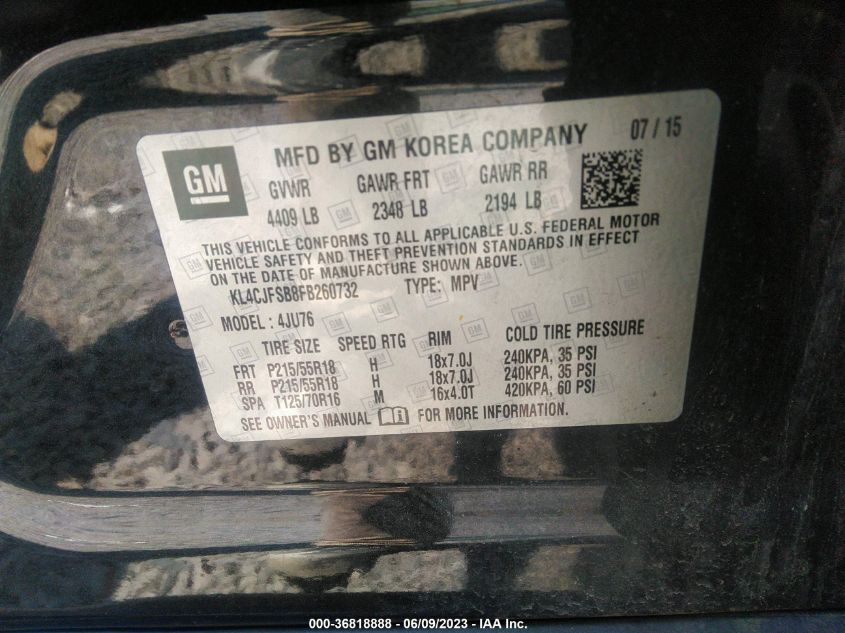 GM
MFD BY GM KOREA COMPANY 07 / 15
GVWR GAWR FRT GAWR RR
4409 LB 2348 LB 2194 LB
THIS VEHICLE CONFORMS TO ALL APPLICABLE U.S. FEDERAL MOTOR
VEHICLE SAFETY AND THEFT PREVENTION STANDARDS IN EFFECT
ON THE DATE OF MANUFACTURE SHOWN ABOVE.
KL4CJFSB8FB260732 TYPE: MPV
MODEL : 4JU76
TIRE SIZE SPEED RTG RIM COLD TIRE PRESSURE
FRT P215/55R18 H 18x7.0J 240KPA, 35 PSI
RR P215/55R18 H 18x7.0J 240KPA, 35 PSI
SPA T125/70R16 M 16x4.0T 420KPA, 60 PSI
SEE OWNER'S MANUAL FOR MORE INFORMATION.
000-36818888 - 06/09/2023 - IAA Inc.